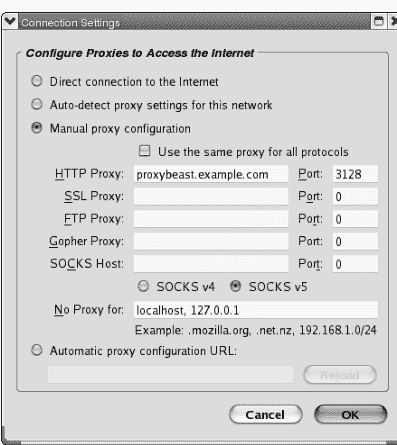 Connection Settings
Configure Proxies to Access the Internet
Direct connection to the Internet
Auto-detect proxy settings for this network
Manual proxy configuration
Use the same proxy for all protocols
HTTP Proxy: proxybeast.example.com Port: 3128
SSL Proxy: Port: 0
FTP Proxy: Port: 0
Gopher Proxy: Port: 0
SOCKS Host: Port: 0
SOCKS v4 SOCKS v5
No Proxy for: localhost, 127.0.0.1
Example: .mozilla.org, .net.nz, 192.168.1.0/24
Automatic proxy configuration URL:
Reload
Cancel OK